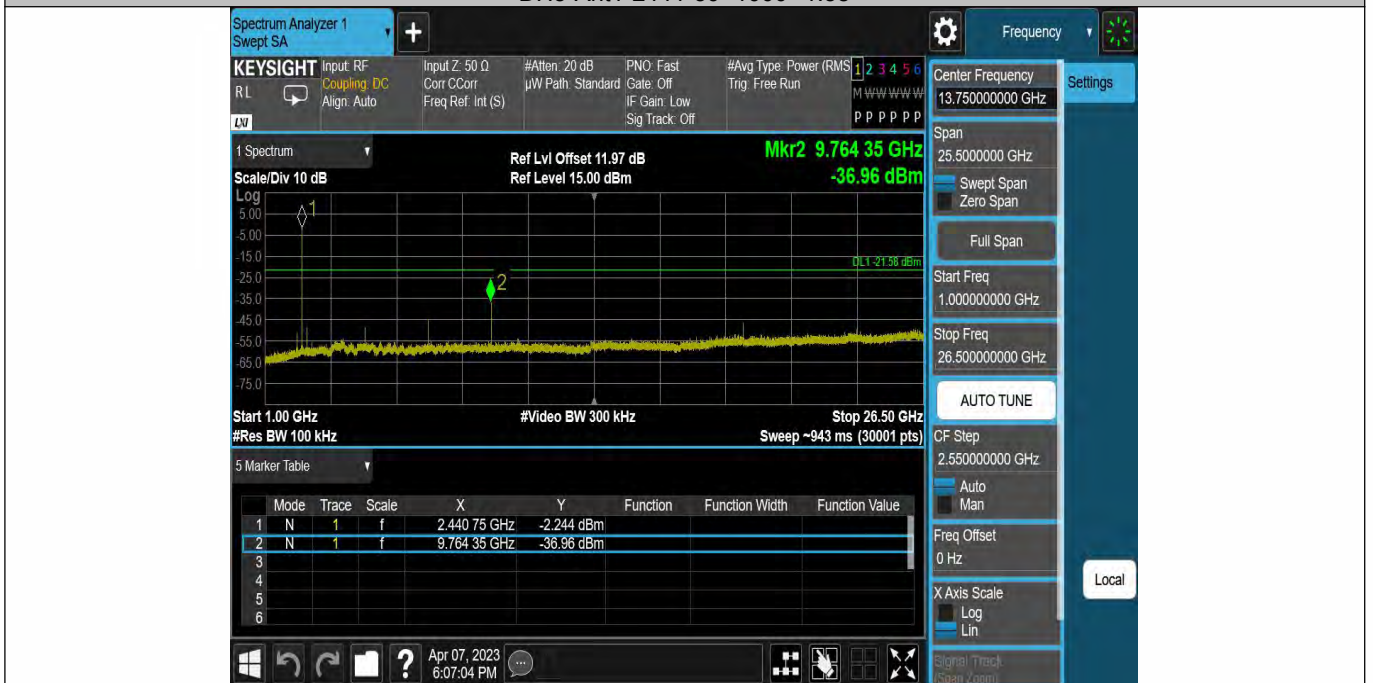 Spectrum Analyzer 1
Swept SA
+
Frequency
KEYSIGHT
RL
LXI
Input: RF
Coupling: DC
Align: Auto
Input Z: 50 Ω
Corr CCorr
Freq Ref: Int (S)
#Atten: 20 dB
µW Path: Standard
PNO: Fast
Gate: Off
IF Gain: Low
Sig Track: Off
#Avg Type: Power (RMS
Trig: Free Run
1 2 3 4 5 6
M W W W W W
P P P P P P
1 Spectrum
Scale/Div 10 dB
Ref Lvl Offset 11.97 dB
Ref Level 15.00 dBm
Mkr2 9.764 35 GHz
-36.96 dBm
Log
5.00
-5.00
-15.0
-25.0
-35.0
-45.0
-55.0
-65.0
-75.0
1
2
DL1 -21.58 dBm
Start 1.00 GHz
#Video BW 300 kHz
Stop 26.50 GHz
#Res BW 100 kHz
Sweep ~943 ms (30001 pts)
5 Marker Table
Mode Trace Scale X Y Function Function Width Function Value
1 N 1 f 2.440 75 GHz -2.244 dBm
2 N 1 f 9.764 35 GHz -36.96 dBm
3
4
5
6
Apr 07, 2023
6:07:04 PM
Center Frequency
13.750000000 GHz
Settings
Span
25.5000000 GHz
Swept Span
Zero Span
Full Span
Start Freq
1.000000000 GHz
Stop Freq
26.500000000 GHz
AUTO TUNE
CF Step
2.550000000 GHz
Auto
Man
Freq Offset
0 Hz
X Axis Scale
Log
Lin
Local
Signal Track
(Span Zoom)